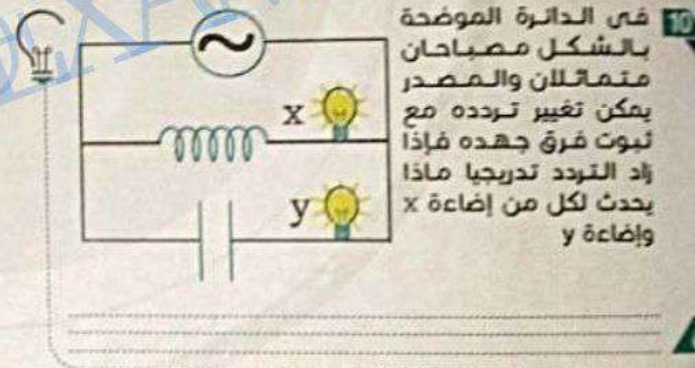 10 في الدائرة الموضحة
بالشكل مصباحان
متماثلان والمصدر
يمكن تغيير تردده مع
ثبوت فرق جهده فإذا
زاد التردد تدريجيا ماذا
يحدث لكل من إضاءة x
وإضاءة y
x
y